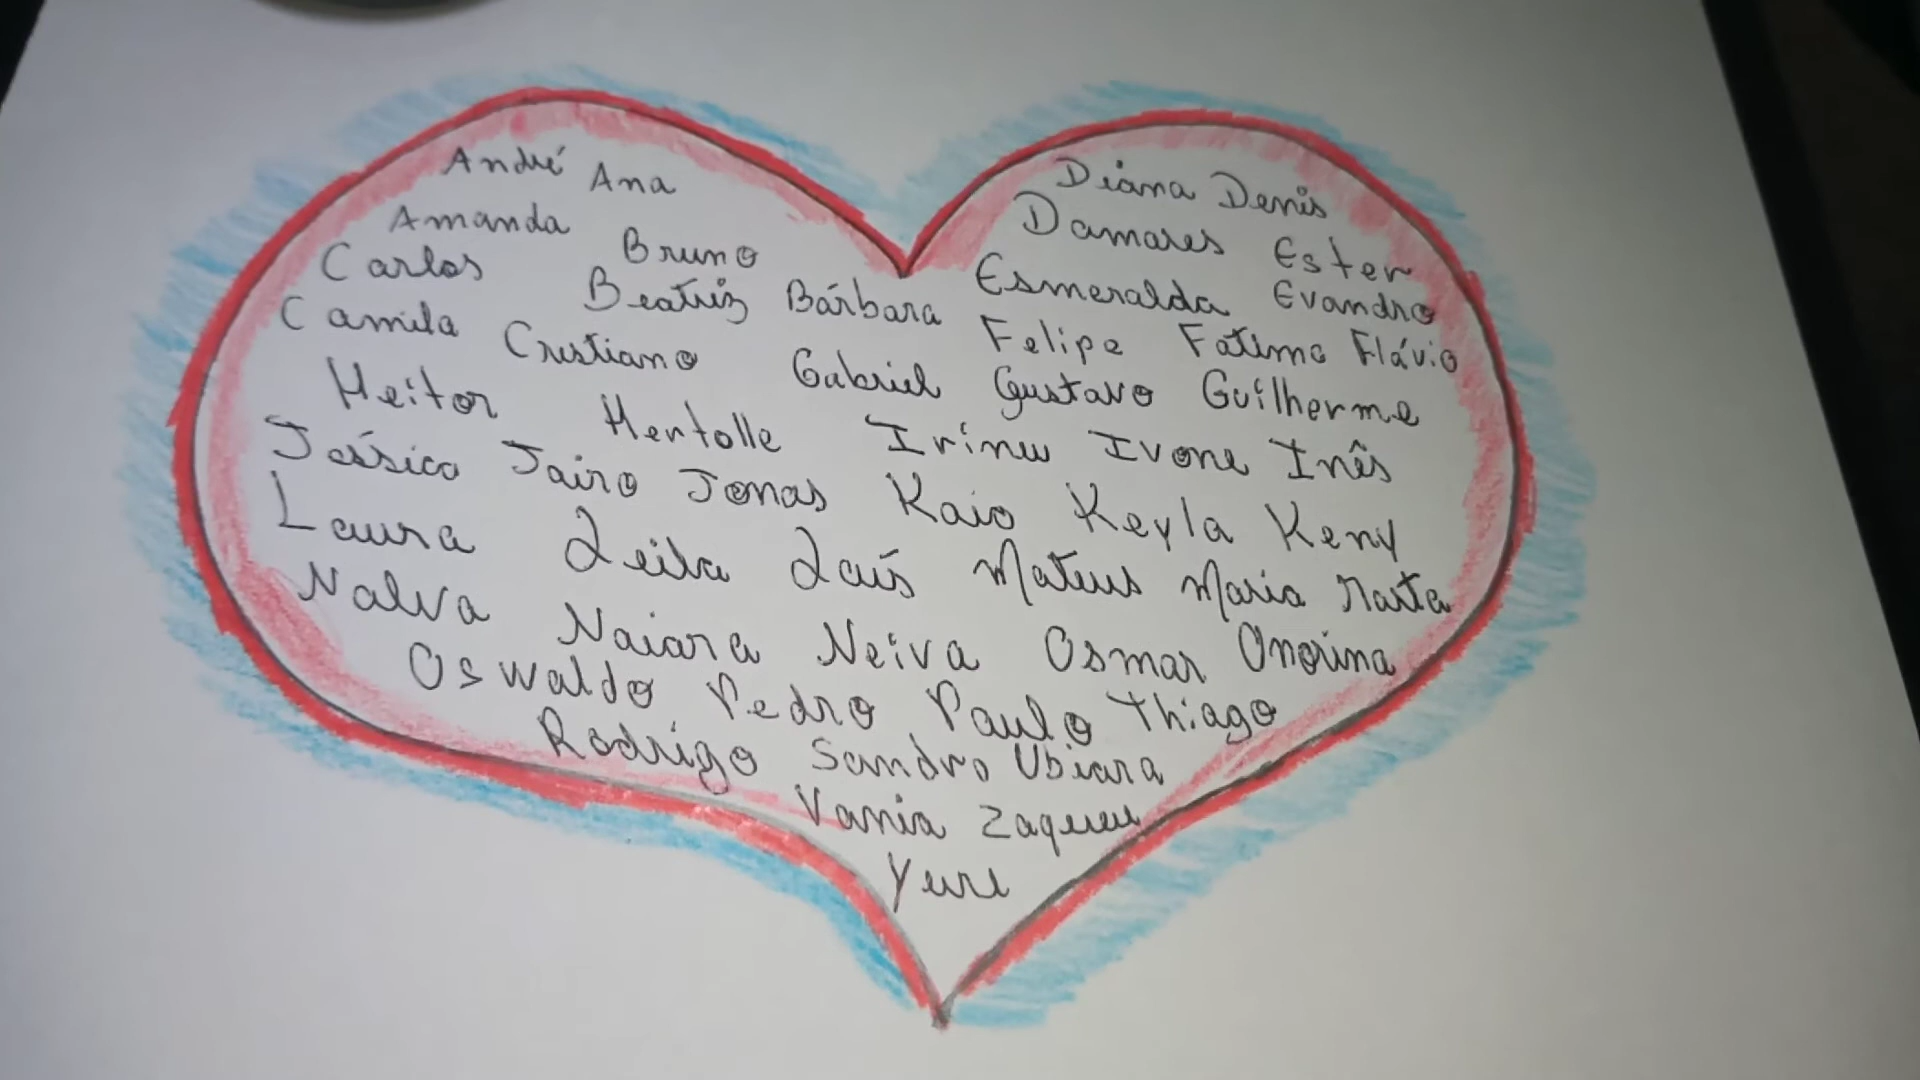 André Ana Diana Denis
Amanda Bruno Damares Ester
Carlos Beatriz Bárbara Esmeralda Evandro
Camila Cristiano Felipe Fatima Flávio
Heitor Gabriel Gustavo Guilherme
Hertolle Irineu Ivone Inês
Jéssica Jairo Jonas Kaio Keyla Keny
Laura Leila Laís Mateus Maria Marta
Nalva Naiara Neiva Osmar Onorina
Oswaldo Pedro Paulo Thiago
Rodrigo Sandro Ubiara
Vania Zaqueu
Yuri